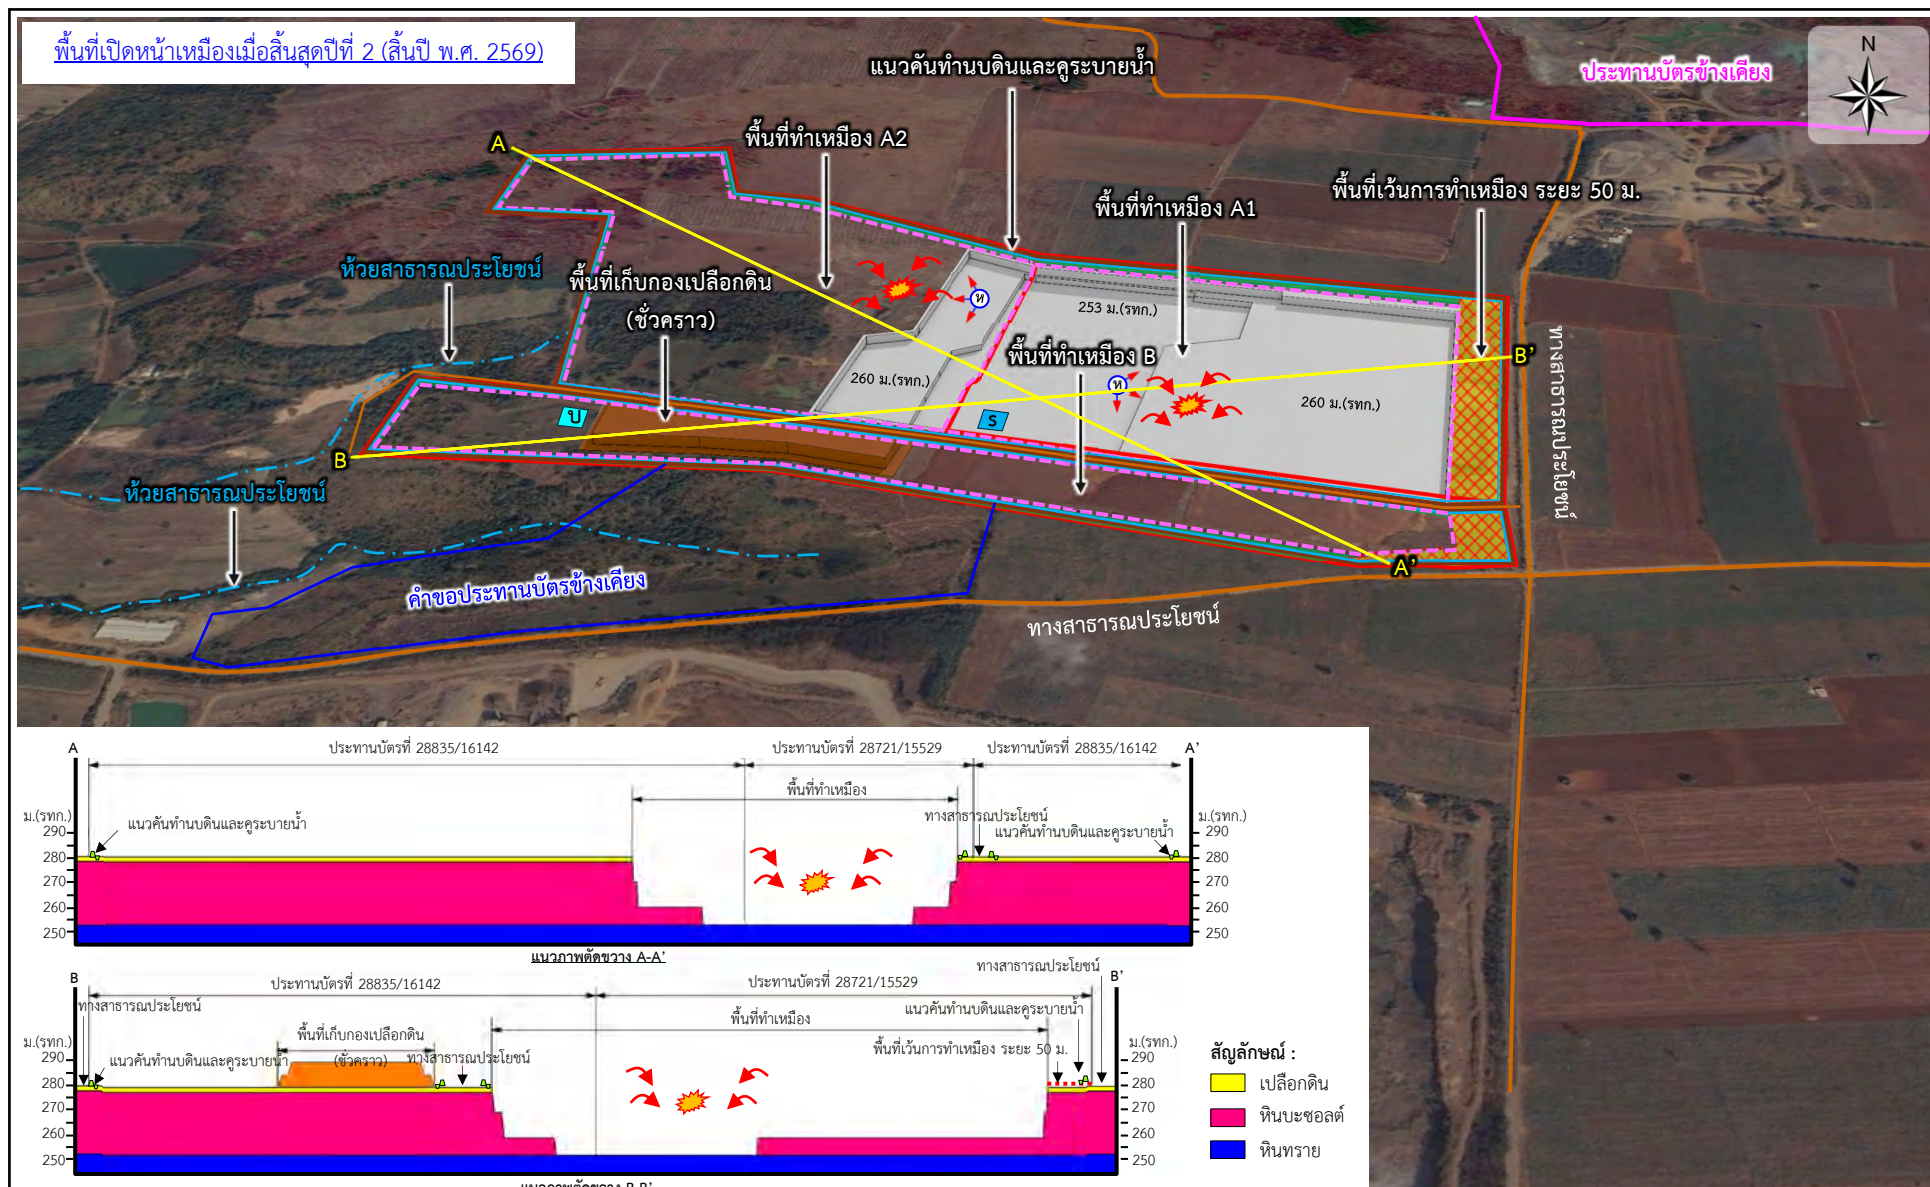 พื้นที่เปิดหน้าเหมืองเมื่อสิ้นสุดปีที่ 2 (สิ้นปี พ.ศ. 2569)
N
ประทานบัตรข้างเคียง
แนวคันทำนบดินและคูระบายน้ำ
พื้นที่ทำเหมือง A2
A
พื้นที่ทำเหมือง A1
พื้นที่เว้นการทำเหมือง ระยะ 50 ม.
ห้วยสาธารณประโยชน์
พื้นที่เก็บกองเปลือกดิน
(ชั่วคราว)
ห
253 ม.(รทก.)
พื้นที่ทำเหมือง B
B'
ทางสาธารณประโยชน์
260 ม.(รทก.)
ห
260 ม.(รทก.)
บ
S
B
ห้วยสาธารณประโยชน์
A'
คำขอประทานบัตรข้างเคียง
ทางสาธารณประโยชน์
A
ประทานบัตรที่ 28835/16142
ประทานบัตรที่ 28721/15529
ประทานบัตรที่ 28835/16142
A'
พื้นที่ทำเหมือง
ม.(รทก.)
แนวคันทำนบดินและคูระบายน้ำ
ทางสาธารณประโยชน์
แนวคันทำนบดินและคูระบายน้ำ
ม.(รทก.)
290
280
270
260
250
290
280
270
260
250
แนวภาพตัดขวาง A-A'
B
ประทานบัตรที่ 28835/16142
ประทานบัตรที่ 28721/15529
ทางสาธารณประโยชน์
B'
ทางสาธารณประโยชน์
แนวคันทำนบดินและคูระบายน้ำ
พื้นที่ทำเหมือง
พื้นที่เก็บกองเปลือกดิน
(ชั่วคราว)
ม.(รทก.)
แนวคันทำนบดินและคูระบายน้ำ
ทางสาธารณประโยชน์
พื้นที่เว้นการทำเหมือง ระยะ 50 ม.
ม.(รทก.)
290
280
270
260
250
290
280
270
260
250
แนวภาพตัดขวาง B-B'
สัญลักษณ์ :
เปลือกดิน
หินบะซอลต์
หินทราย